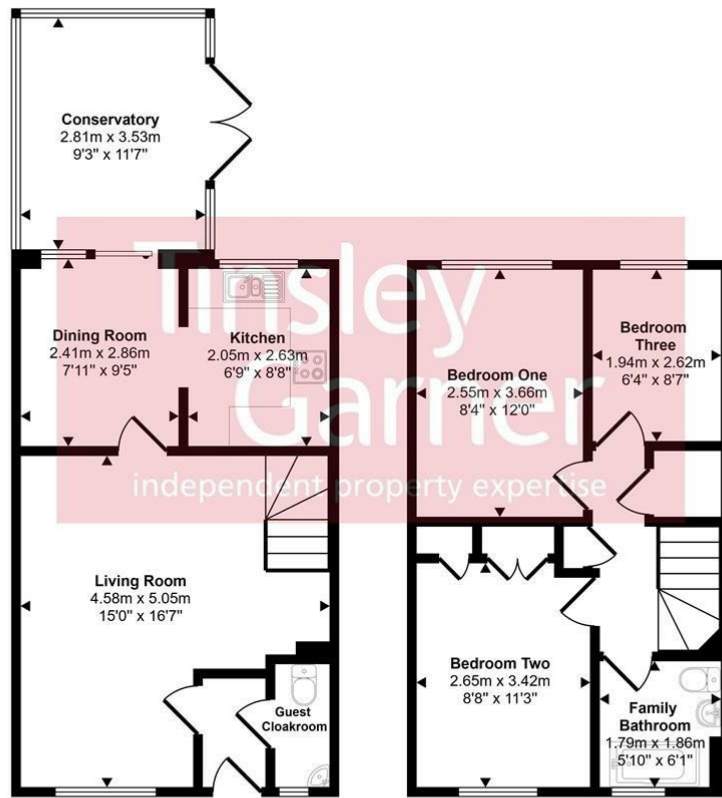 Conservatory
2.81m x 3.53m
9'3" x 11'7"
Tinsley
Garner
independent property expertise
Dining Room
2.41m x 2.86m
7'11" x 9'5"
Kitchen
2.05m x 2.63m
6'9" x 8'8"
Living Room
4.58m x 5.05m
15'0" x 16'7"
Guest
Cloakroom
Bedroom One
2.55m x 3.66m
8'4" x 12'0"
Bedroom
Three
1.94m x 2.62m
6'4" x 8'7"
Bedroom Two
2.65m x 3.42m
8'8" x 11'3"
Family
Bathroom
1.79m x 1.86m
5'10" x 6'1"